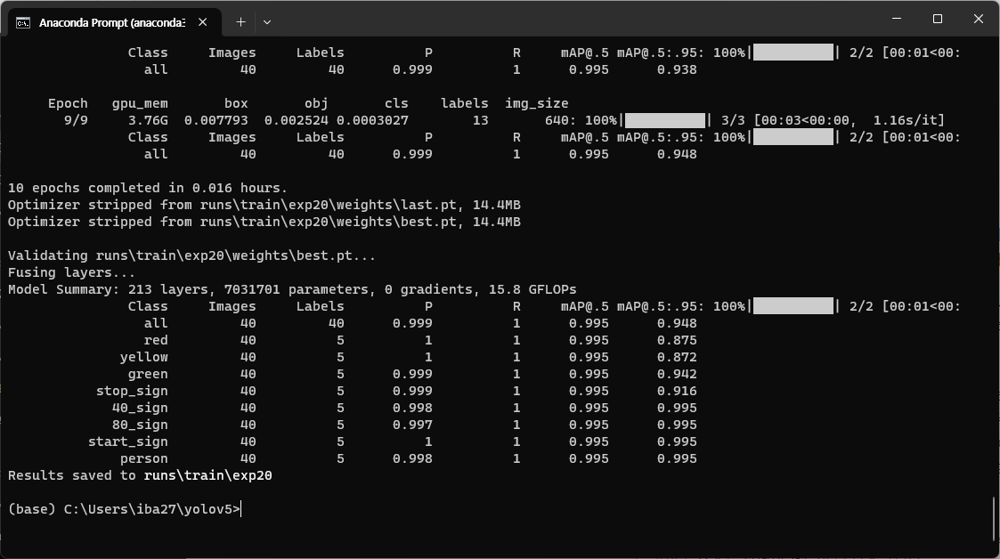 Anaconda Prompt (anaconda3
Class Images Labels P R mAP@.5 mAP@.5:.95: 100%|██████████| 2/2 [00:01<00:
all 40 40 0.999 1 0.995 0.938
Epoch gpu_mem box obj cls labels img_size
9/9 3.76G 0.007793 0.002524 0.0003027 13 640: 100%|██████████| 3/3 [00:03<00:00, 1.16s/it]
Class Images Labels P R mAP@.5 mAP@.5:.95: 100%|██████████| 2/2 [00:01<00:
all 40 40 0.999 1 0.995 0.948
10 epochs completed in 0.016 hours.
Optimizer stripped from runs\train\exp20\weights\last.pt, 14.4MB
Optimizer stripped from runs\train\exp20\weights\best.pt, 14.4MB
Validating runs\train\exp20\weights\best.pt...
Fusing layers...
Model Summary: 213 layers, 7031701 parameters, 0 gradients, 15.8 GFLOPs
Class Images Labels P R mAP@.5 mAP@.5:.95: 100%|██████████| 2/2 [00:01<00:
all 40 40 0.999 1 0.995 0.948
red 40 5 1 1 0.995 0.875
yellow 40 5 1 1 0.995 0.872
green 40 5 0.999 1 0.995 0.942
stop_sign 40 5 0.999 1 0.995 0.916
40_sign 40 5 0.998 1 0.995 0.995
80_sign 40 5 0.997 1 0.995 0.995
start_sign 40 5 1 1 0.995 0.995
person 40 5 0.998 1 0.995 0.995
Results saved to runs\train\exp20
(base) C:\Users\iba27\yolov5>